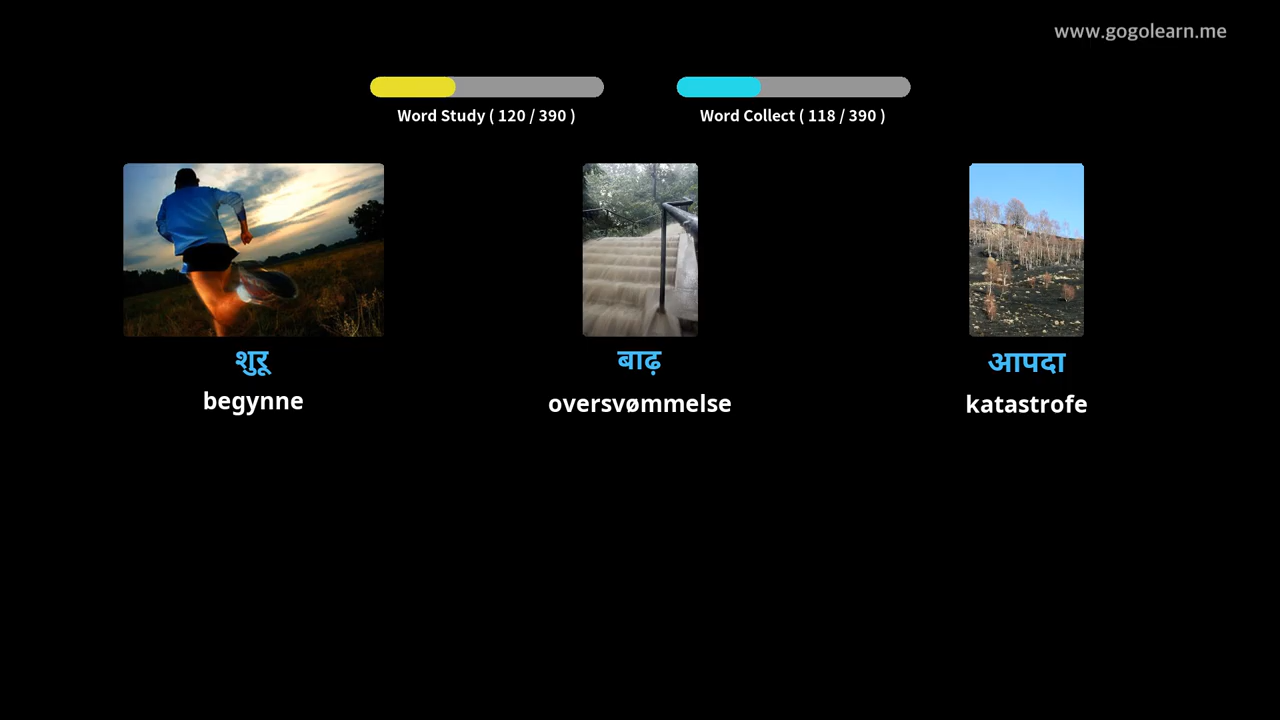 www.gogolearn.me
Word Study ( 120 / 390 )
Word Collect ( 118 / 390 )
शुरू
बाढ़
आपदा
begynne
oversvømmelse
katastrofe